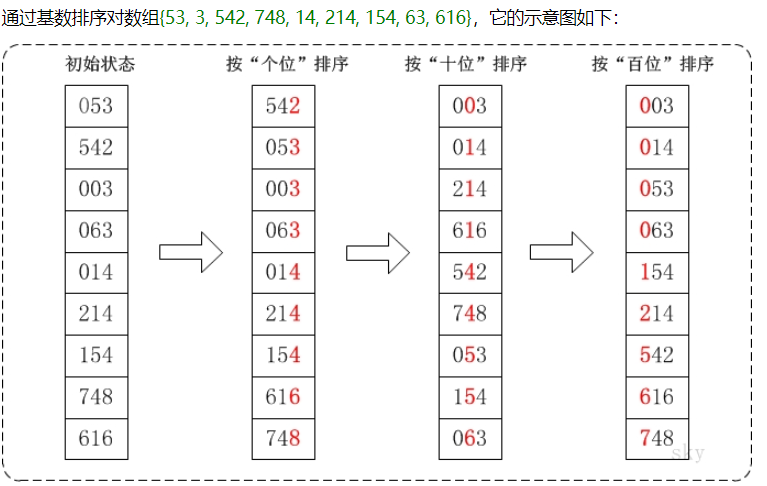 通过基数排序对数组{53, 3, 542, 748, 14, 214, 154, 63, 616}，它的示意图如下：
初始状态 按“个位”排序 按“十位”排序 按“百位”排序
053 542 003 003
542 053 014 014
003 003 214 053
063 063 616 063
014 014 542 154
214 214 748 214
154 154 053 542
748 616 154 616
616 748 063 748
sky